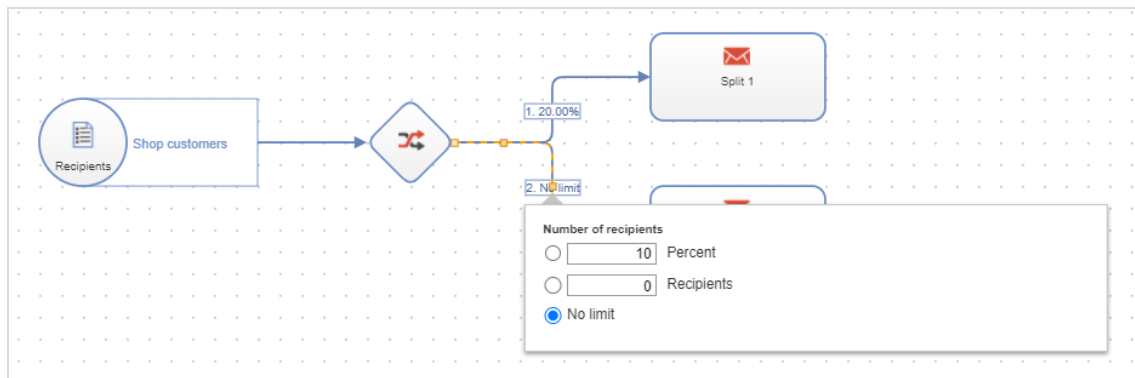 Split 1
1. 20.00%
Recipients
Shop customers
2. No limit
Number of recipients
10 Percent
0 Recipients
No limit